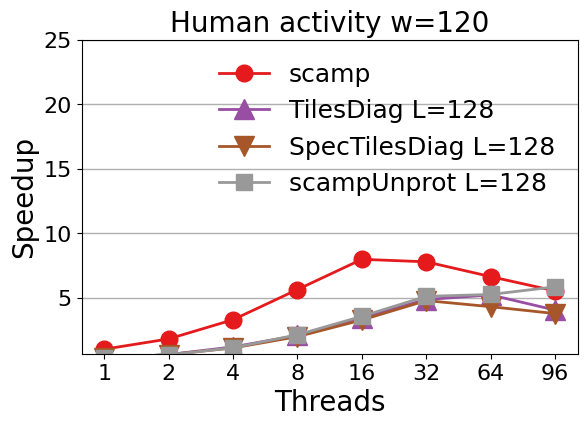 Human activity w=120
25
20
15
10
5
Speedup
scamp
TilesDiag L=128
SpecTilesDiag L=128
scampUnprot L=128
1 2 4 8 16 32 64 96
Threads